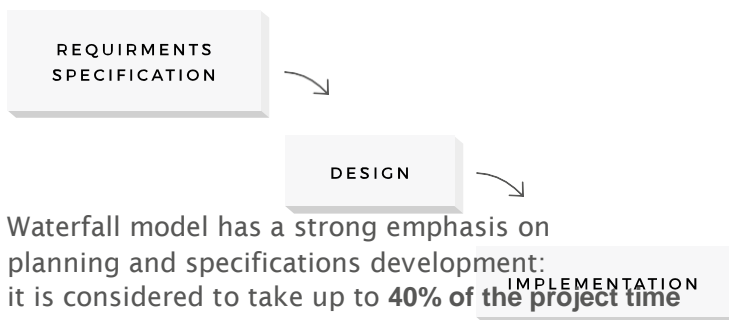 REQUIRMENTS
SPECIFICATION
DESIGN
Waterfall model has a strong emphasis on
planning and specifications development:
IMPLEMENTATION
it is considered to take up to 40% of the project time